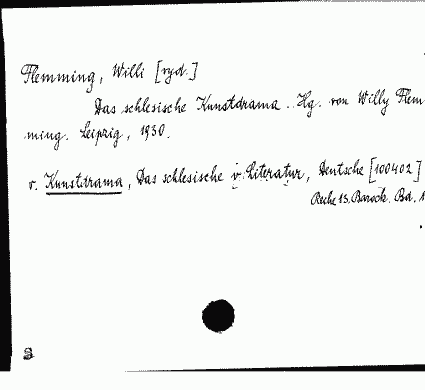 Flemming, Willi [ryd.]
Das schlesische Kunstdrama. Hg. von Willy Flem
ming. Leipzig, 1930.
v. Kunstdrama, Das schlesische v. Literatur, Deutsche [100402]
Reihe 13. Barock. Bd. 1
a